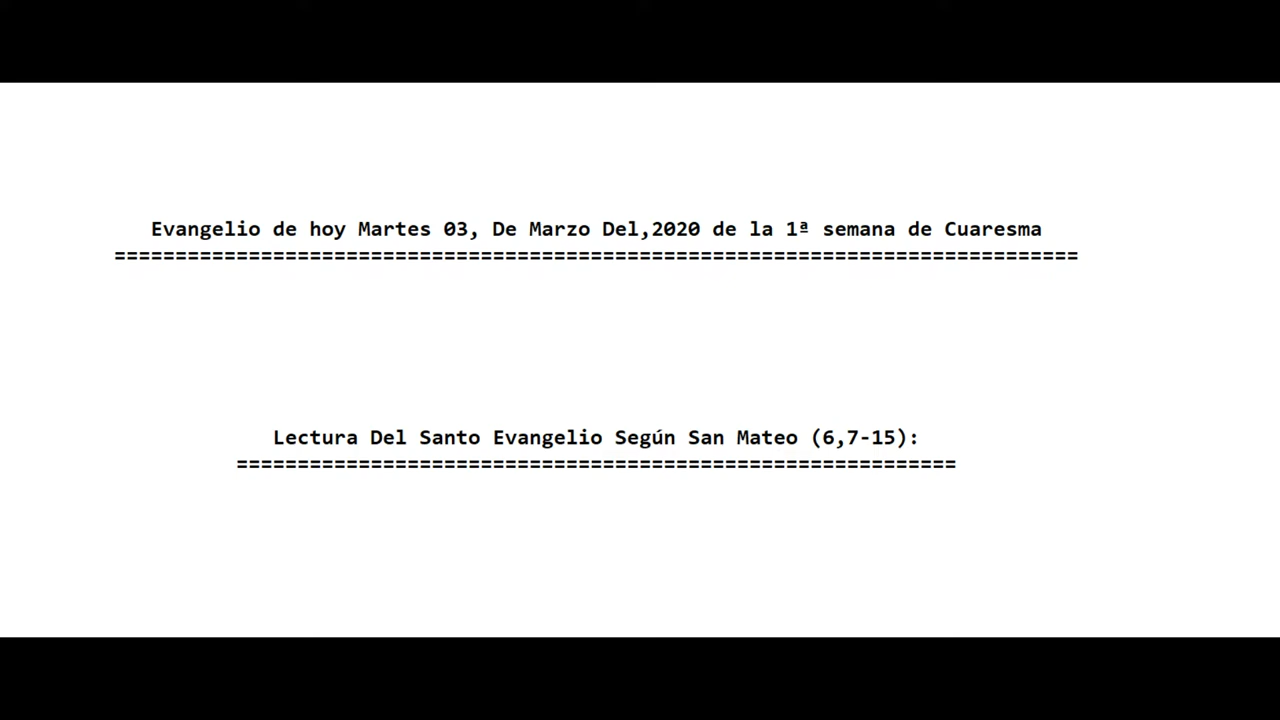 Evangelio de hoy Martes 03, De Marzo Del,2020 de la 1ª semana de Cuaresma
===============================================================================
Lectura Del Santo Evangelio Según San Mateo (6,7-15):
===========================================================